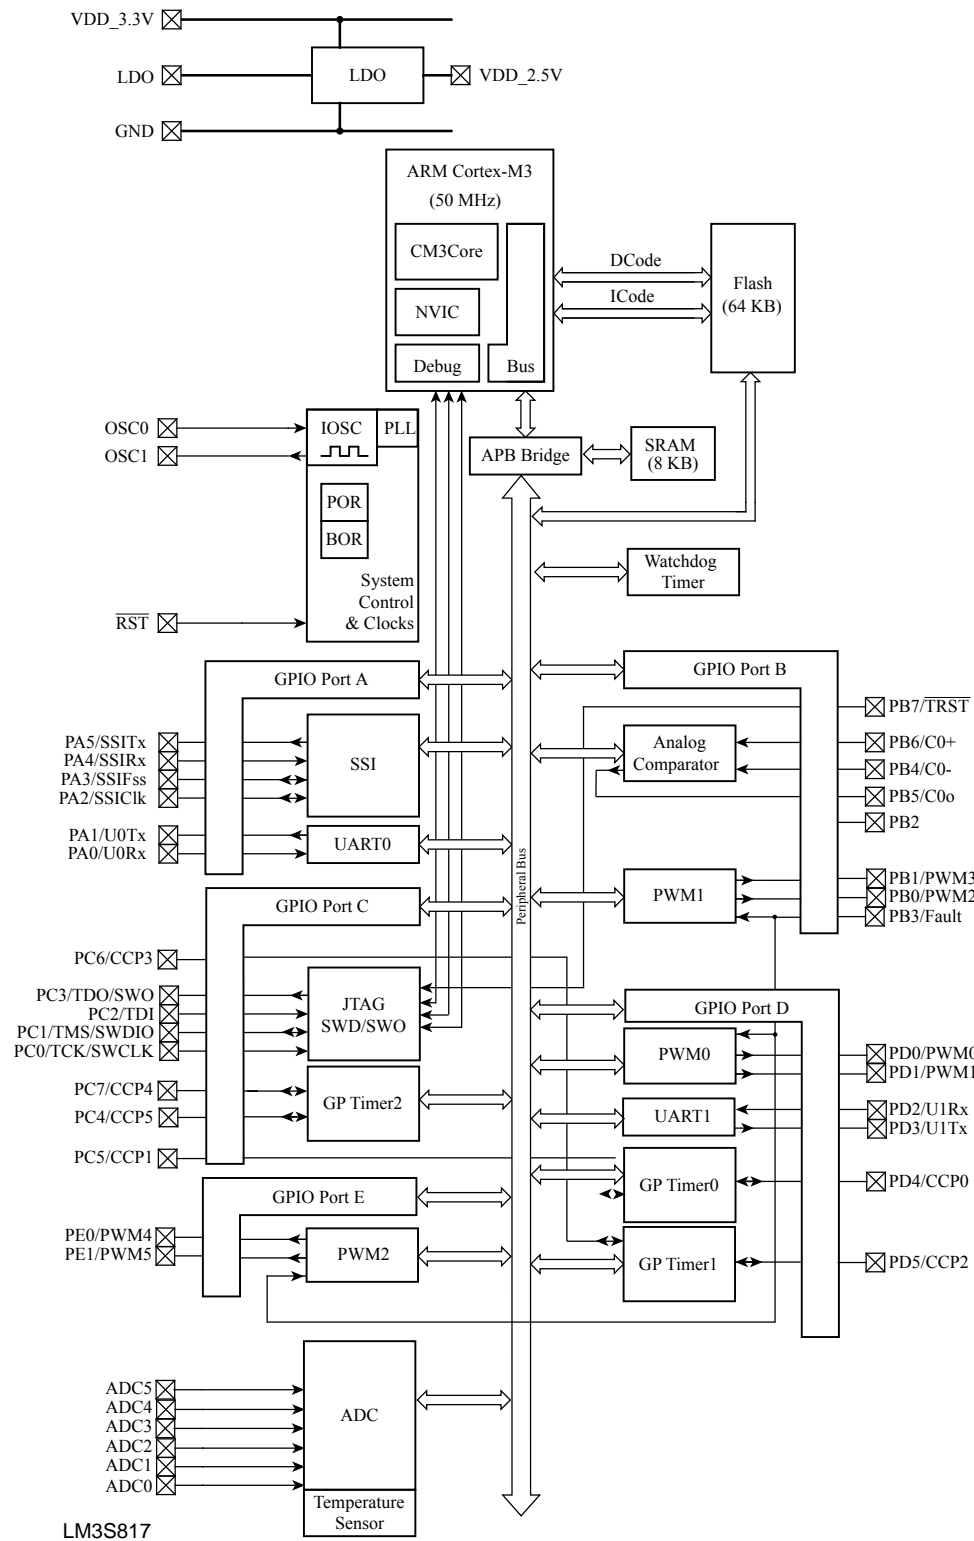 VDD_3.3V
LDO
LDO
VDD_2.5V
GND
ARM Cortex-M3
(50 MHz)
CM3Core
NVIC
Debug
Bus
DCode
ICode
Flash
(64 KB)
OSC0
OSC1
IOSC
PLL
APB Bridge
SRAM
(8 KB)
POR
BOR
System
Control
& Clocks
RST
Watchdog
Timer
GPIO Port A
PA5/SSITx
PA4/SSIRx
PA3/SSIFss
PA2/SSIClk
SSI
PA1/U0Tx
PA0/U0Rx
UART0
GPIO Port B
PB7/TRST
PB6/C0+
PB4/C0-
PB5/C0o
PB2
Analog
Comparator
Peripheral Bus
PWM1
PB1/PWM3
PB0/PWM2
PB3/Fault
GPIO Port C
PC6/CCP3
PC3/TDO/SWO
PC2/TDI
PC1/TMS/SWDIO
PC0/TCK/SWCLK
JTAG
SWD/SWO
PC7/CCP4
PC4/CCP5
GP Timer2
PC5/CCP1
GPIO Port D
PWM0
PD0/PWM0
PD1/PWM1
UART1
PD2/U1Rx
PD3/U1Tx
GP Timer0
PD4/CCP0
GP Timer1
PD5/CCP2
GPIO Port E
PE0/PWM4
PE1/PWM5
PWM2
ADC5
ADC4
ADC3
ADC2
ADC1
ADC0
ADC
Temperature
Sensor
LM3S817